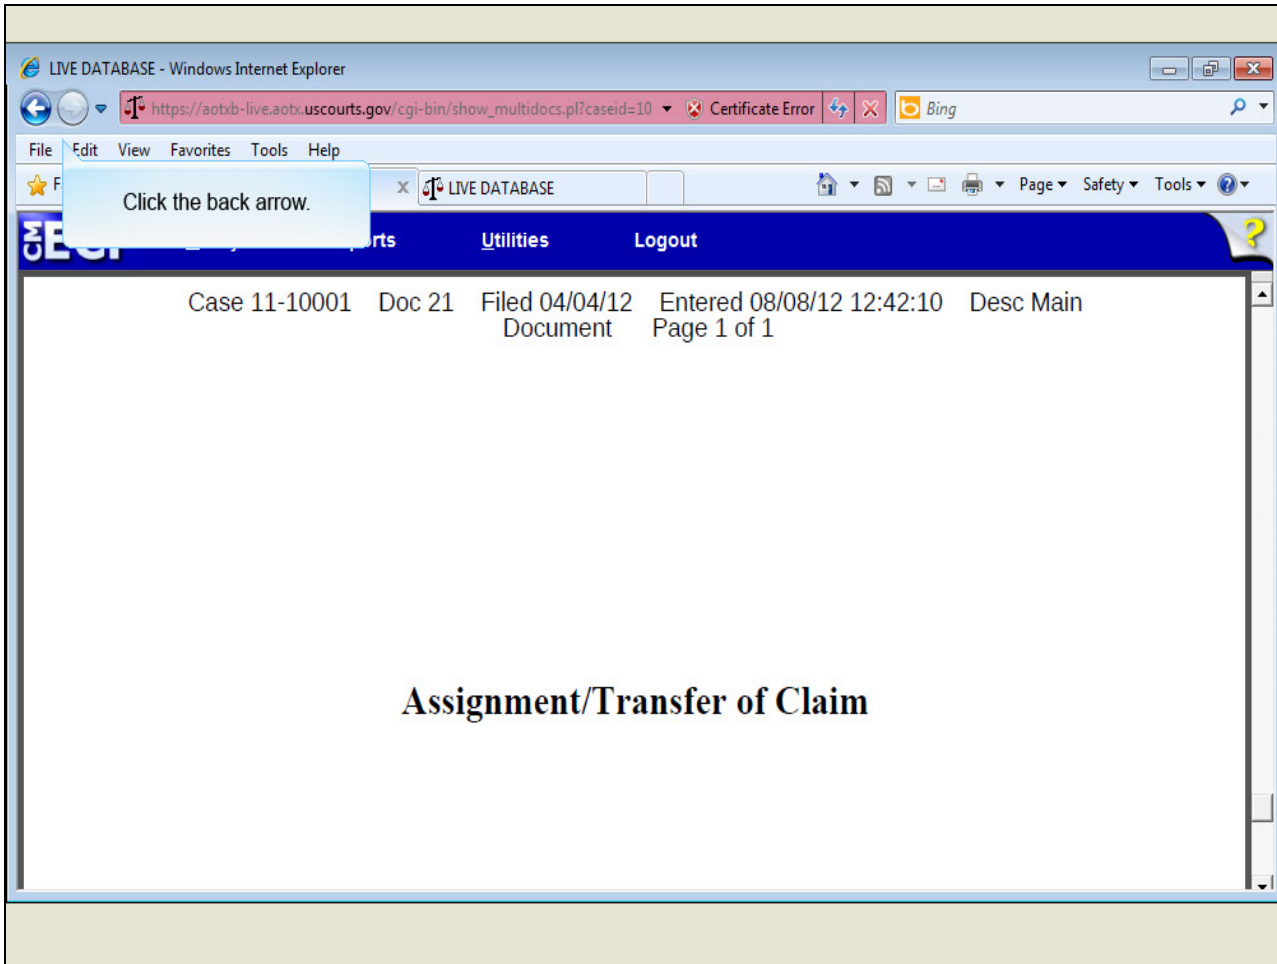 LIVE DATABASE - Windows Internet Explorer
https://aotxb-live.aotx.uscourts.gov/cgi-bin/show_multidocs.pl?caseid=10 Certificate Error Bing
File Edit View Favorites Tools Help
F x LIVE DATABASE Page Safety Tools
Click the back arrow.
CM Utilities Logout ?
Case 11-10001 Doc 21 Filed 04/04/12 Entered 08/08/12 12:42:10 Desc Main
Document Page 1 of 1
Assignment/Transfer of Claim